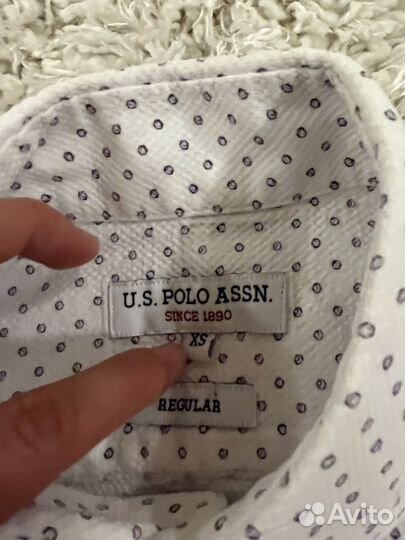 U.S. POLO ASSN.
SINCE 1890
XS
REGULAR
Avito